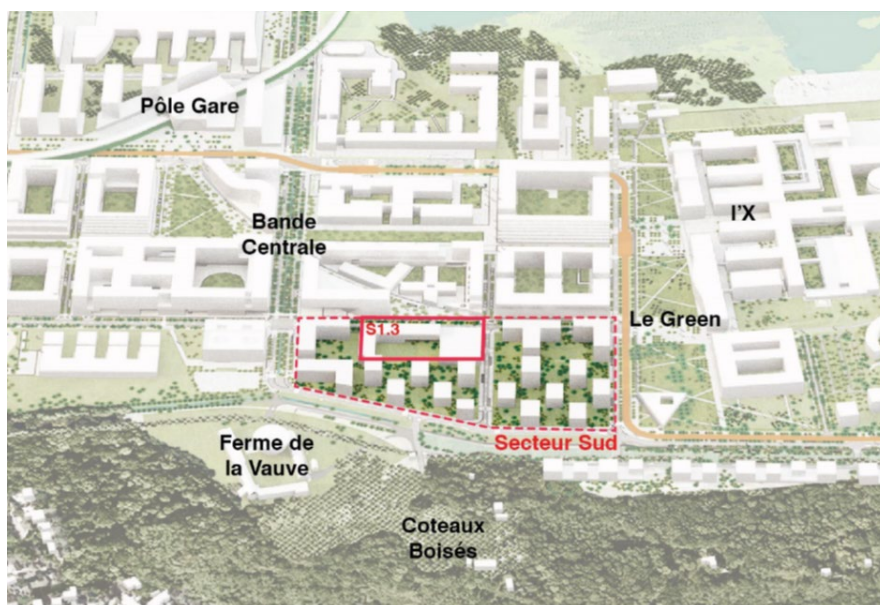 Pôle Gare
Bande
Centrale
l'X
S1.3
Le Green
Secteur Sud
Ferme de
la Vauve
Coteaux
Boisés